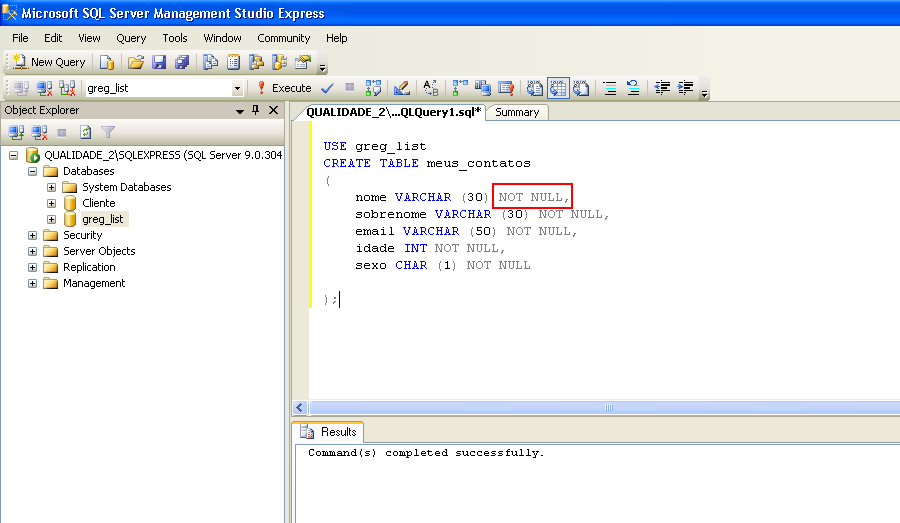 Microsoft SQL Server Management Studio Express
File Edit View Query Tools Window Community Help
New Query
greg_list Execute
Object Explorer
QUALIDADE_2\...QLQuery1.sql* Summary
QUALIDADE_2\SQLEXPRESS (SQL Server 9.0.304
Databases
System Databases
Cliente
greg_list
Security
Server Objects
Replication
Management
USE greg_list
CREATE TABLE meus_contatos
(
nome VARCHAR (30) NOT NULL,
sobrenome VARCHAR (30) NOT NULL,
email VARCHAR (50) NOT NULL,
idade INT NOT NULL,
sexo CHAR (1) NOT NULL
);
Results
Command(s) completed successfully.